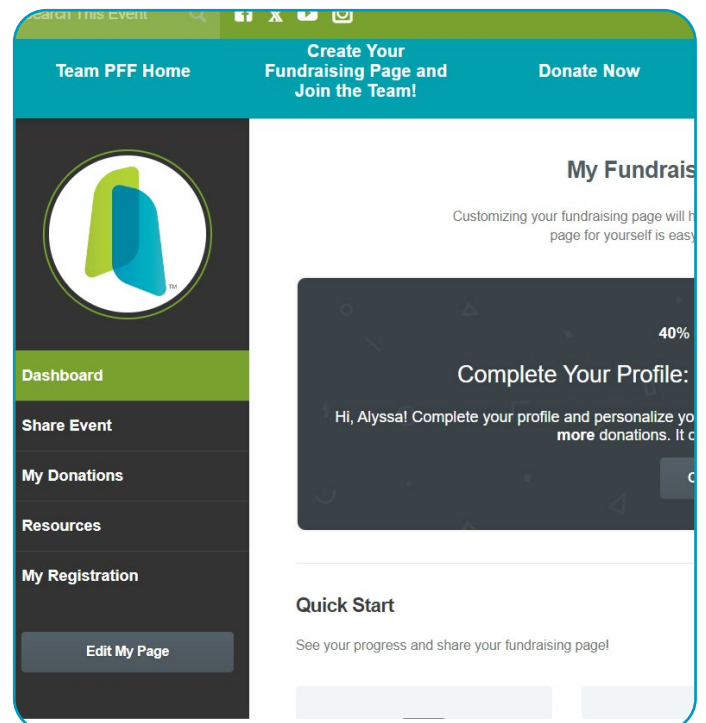 Search This Event
Team PFF Home
Create Your
Fundraising Page and
Join the Team!
Donate Now
TM
Dashboard
Share Event
My Donations
Resources
My Registration
Edit My Page
My Fundrais
Customizing your fundraising page will h
page for yourself is easy
40%
Complete Your Profile:
Hi, Alyssa! Complete your profile and personalize yo
more donations. It c
Quick Start
See your progress and share your fundraising page!